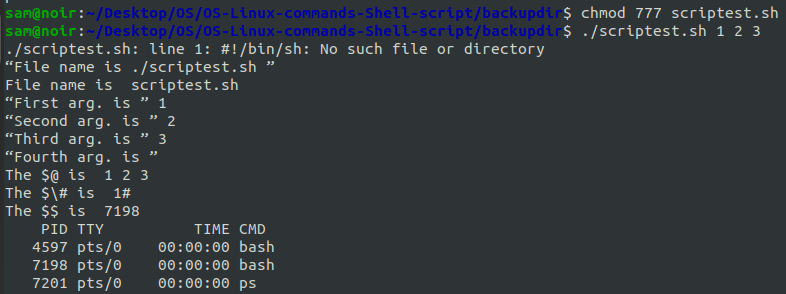 sam@noir:~/Desktop/OS/OS-Linux-commands-Shell-script/backupdir$ chmod 777 scriptest.sh
sam@noir:~/Desktop/OS/OS-Linux-commands-Shell-script/backupdir$ ./scriptest.sh 1 2 3
./scriptest.sh: line 1: #!/bin/sh: No such file or directory
“File name is ./scriptest.sh ”
File name is  scriptest.sh
“First arg. is ” 1
“Second arg. is ” 2
“Third arg. is ” 3
“Fourth arg. is ”
The $@ is  1 2 3
The $\# is  1#
The $$ is  7198
    PID TTY          TIME CMD
   4597 pts/0    00:00:00 bash
   7198 pts/0    00:00:00 bash
   7201 pts/0    00:00:00 ps